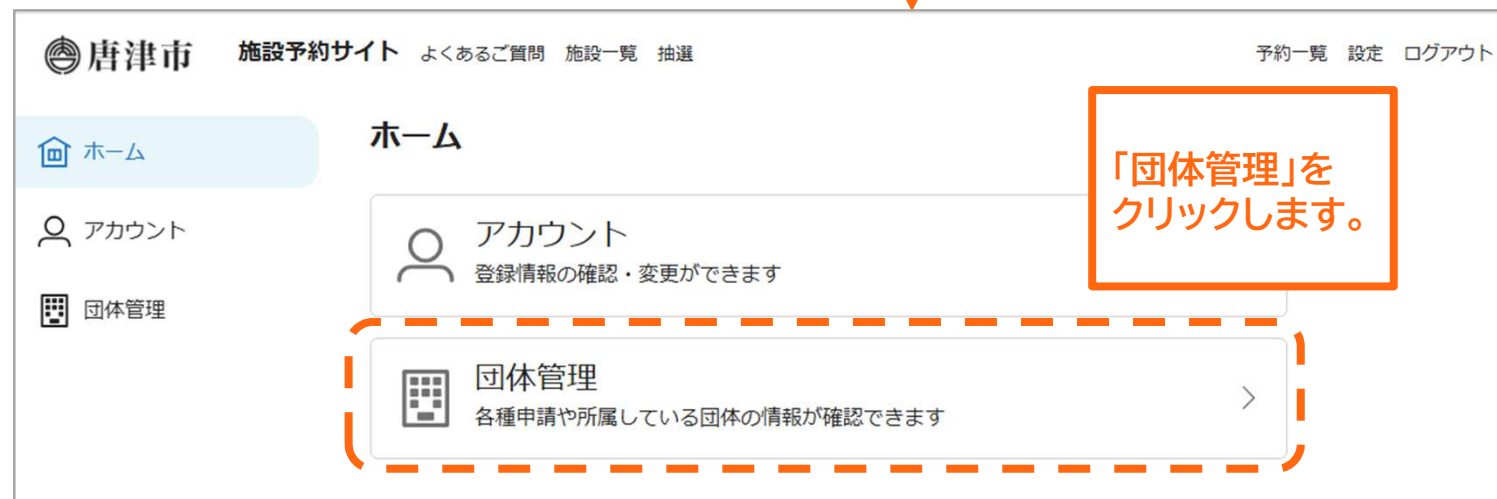 唐津市 施設予約サイト よくあるご質問 施設一覧 抽選 予約一覧 設定 ログアウト
ホーム
アカウント
団体管理
ホーム
アカウント
登録情報の確認・変更ができます
団体管理
各種申請や所属している団体の情報が確認できます
「団体管理」を
クリックします。